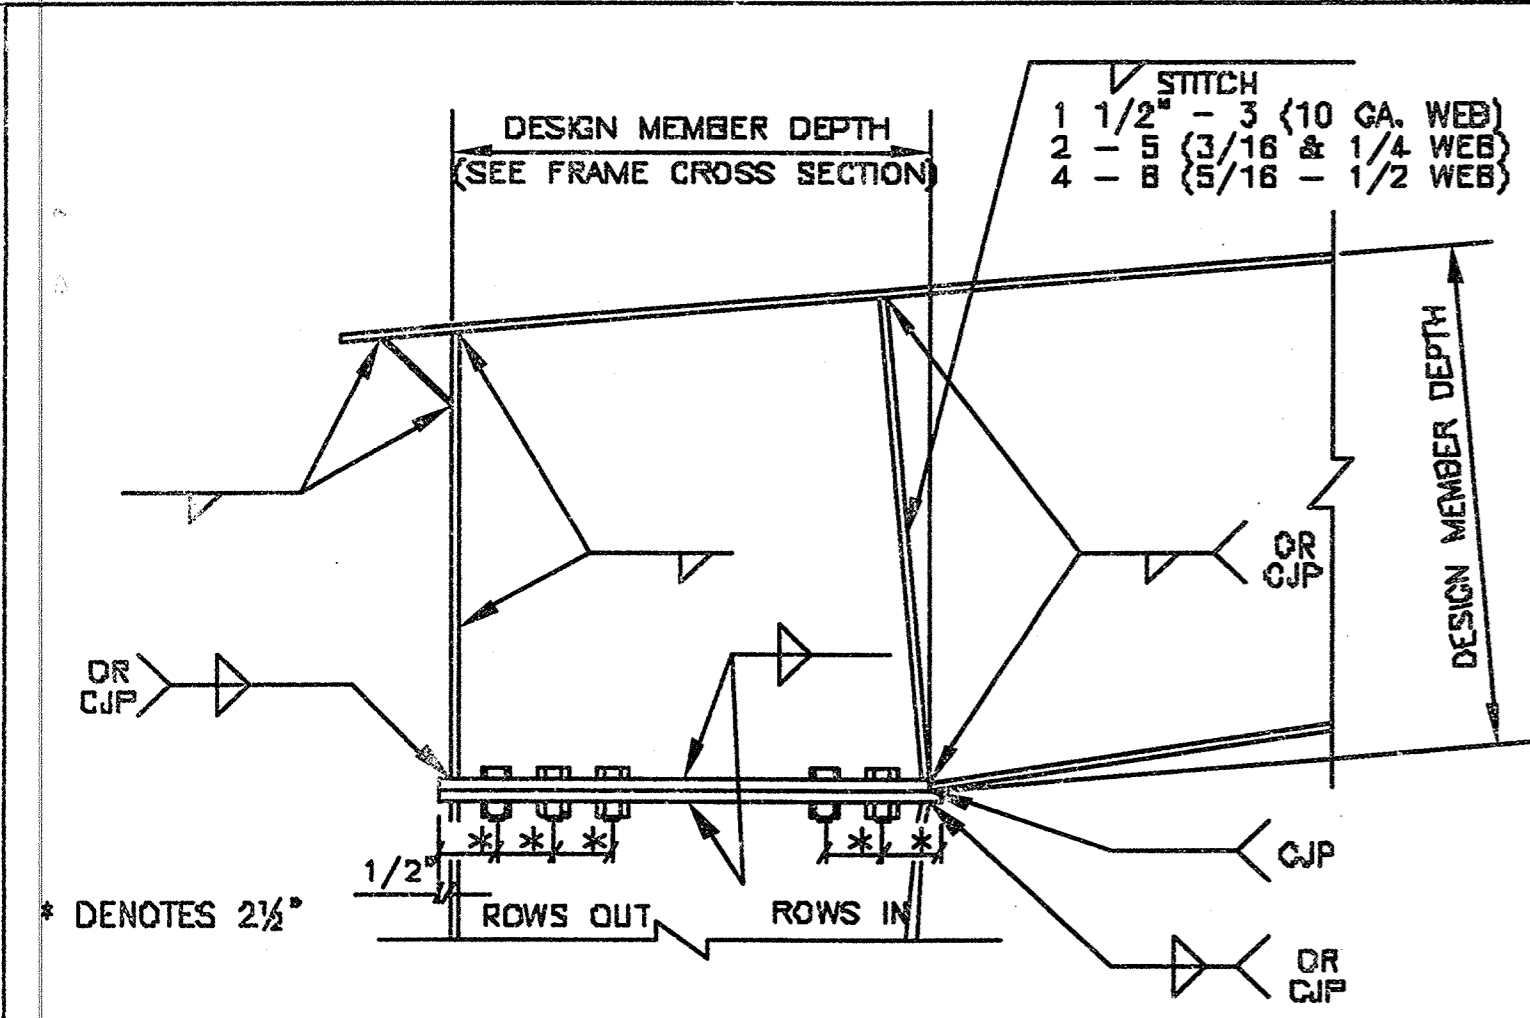 STITCH
1 1/2" - 3 (10 GA. WEB)
2 - 5 (3/16 & 1/4 WEB)
4 - 8 (5/16 - 1/2 WEB)
DESIGN MEMBER DEPTH
(SEE FRAME CROSS SECTION)
DESIGN MEMBER DEPTH
OR
CJP
OR
CJP
* * * * *
1/2"
CJP
* DENOTES 2½"
ROWS OUT
ROWS IN
OR
CJP